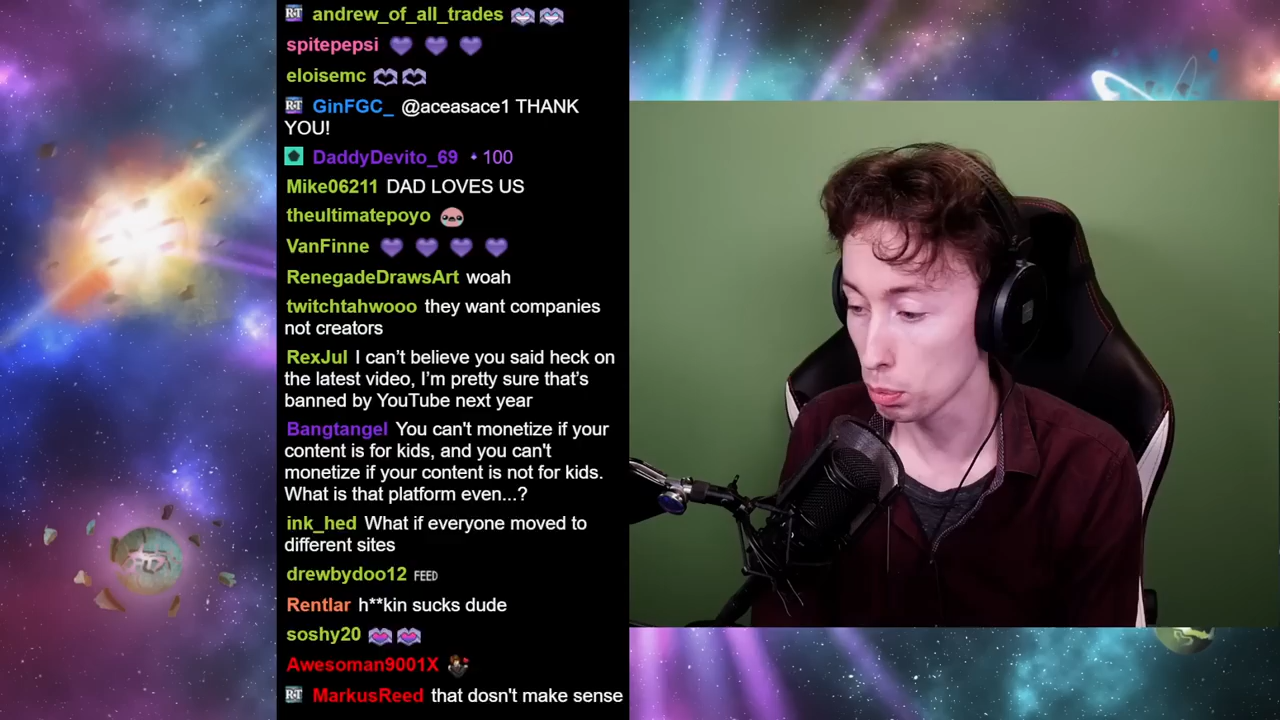 RT andrew_of_all_trades
spitepepsi
eloisemc
RT GinFGC_ @aceasace1 THANK
YOU!
DaddyDevito_69 100
Mike06211 DAD LOVES US
theultimatepoyo
VanFinne
RenegadeDrawsArt woah
twitchtahwooo they want companies
not creators
RexJul I can’t believe you said heck on
the latest video, I’m pretty sure that’s
banned by YouTube next year
Bangtangel You can't monetize if your
content is for kids, and you can't
monetize if your content is not for kids.
What is that platform even...?
ink_hed What if everyone moved to
different sites
drewbydoo12 FEED
Rentlar h**kin sucks dude
soshy20
Awesoman9001X
RT MarkusReed that dosn't make sense